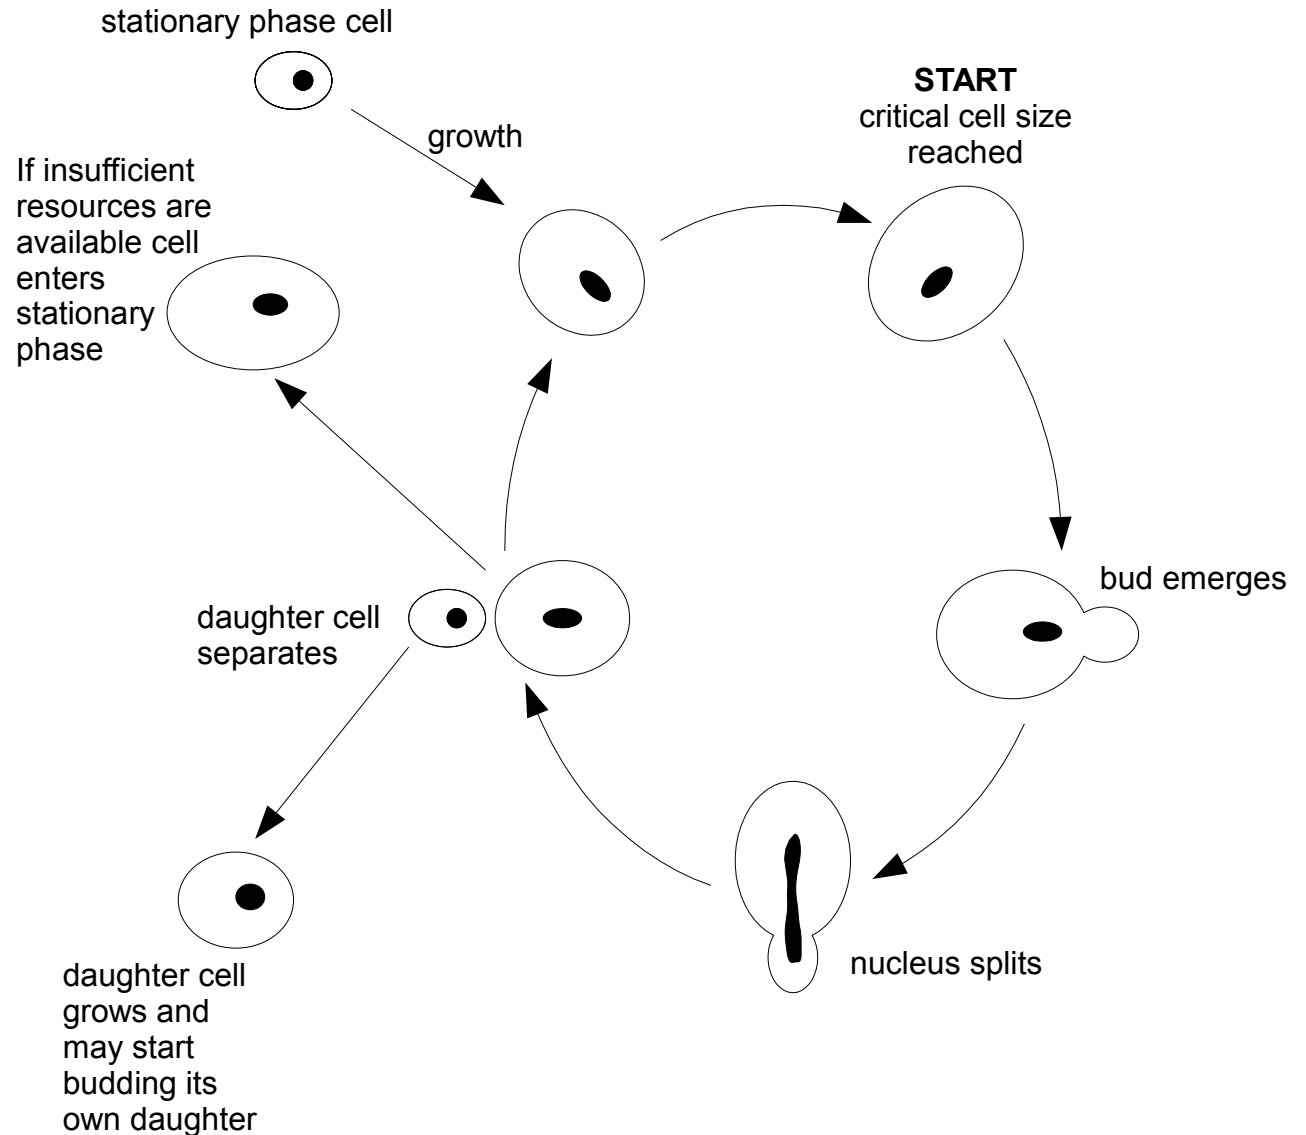 stationary phase cell
START
critical cell size
reached
growth
If insufficient
resources are
available cell
enters
stationary
phase
bud emerges
daughter cell
separates
nucleus splits
daughter cell
grows and
may start
budding its
own daughter